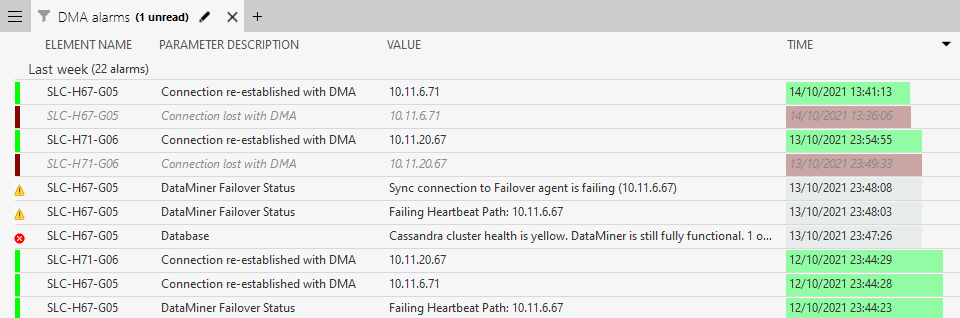 DMA alarms (1 unread)
ELEMENT NAME PARAMETER DESCRIPTION VALUE TIME
Last week (22 alarms)
SLC-H67-G05 Connection re-established with DMA 10.11.6.71 14/10/2021 13:41:13
SLC-H67-G05 Connection lost with DMA 10.11.6.71 14/10/2021 13:36:06
SLC-H71-G06 Connection re-established with DMA 10.11.20.67 13/10/2021 23:54:55
SLC-H71-G06 Connection lost with DMA 10.11.20.67 13/10/2021 23:49:33
SLC-H67-G05 DataMiner Failover Status Sync connection to Failover agent is failing (10.11.6.67) 13/10/2021 23:48:08
SLC-H67-G05 DataMiner Failover Status Failing Heartbeat Path: 10.11.6.67 13/10/2021 23:48:03
SLC-H67-G05 Database Cassandra cluster health is yellow. DataMiner is still fully functional. 1 o... 13/10/2021 23:47:26
SLC-H71-G06 Connection re-established with DMA 10.11.20.67 12/10/2021 23:44:29
SLC-H67-G05 Connection re-established with DMA 10.11.6.71 12/10/2021 23:44:28
SLC-H67-G05 DataMiner Failover Status Failing Heartbeat Path: 10.11.6.67 12/10/2021 23:44:23